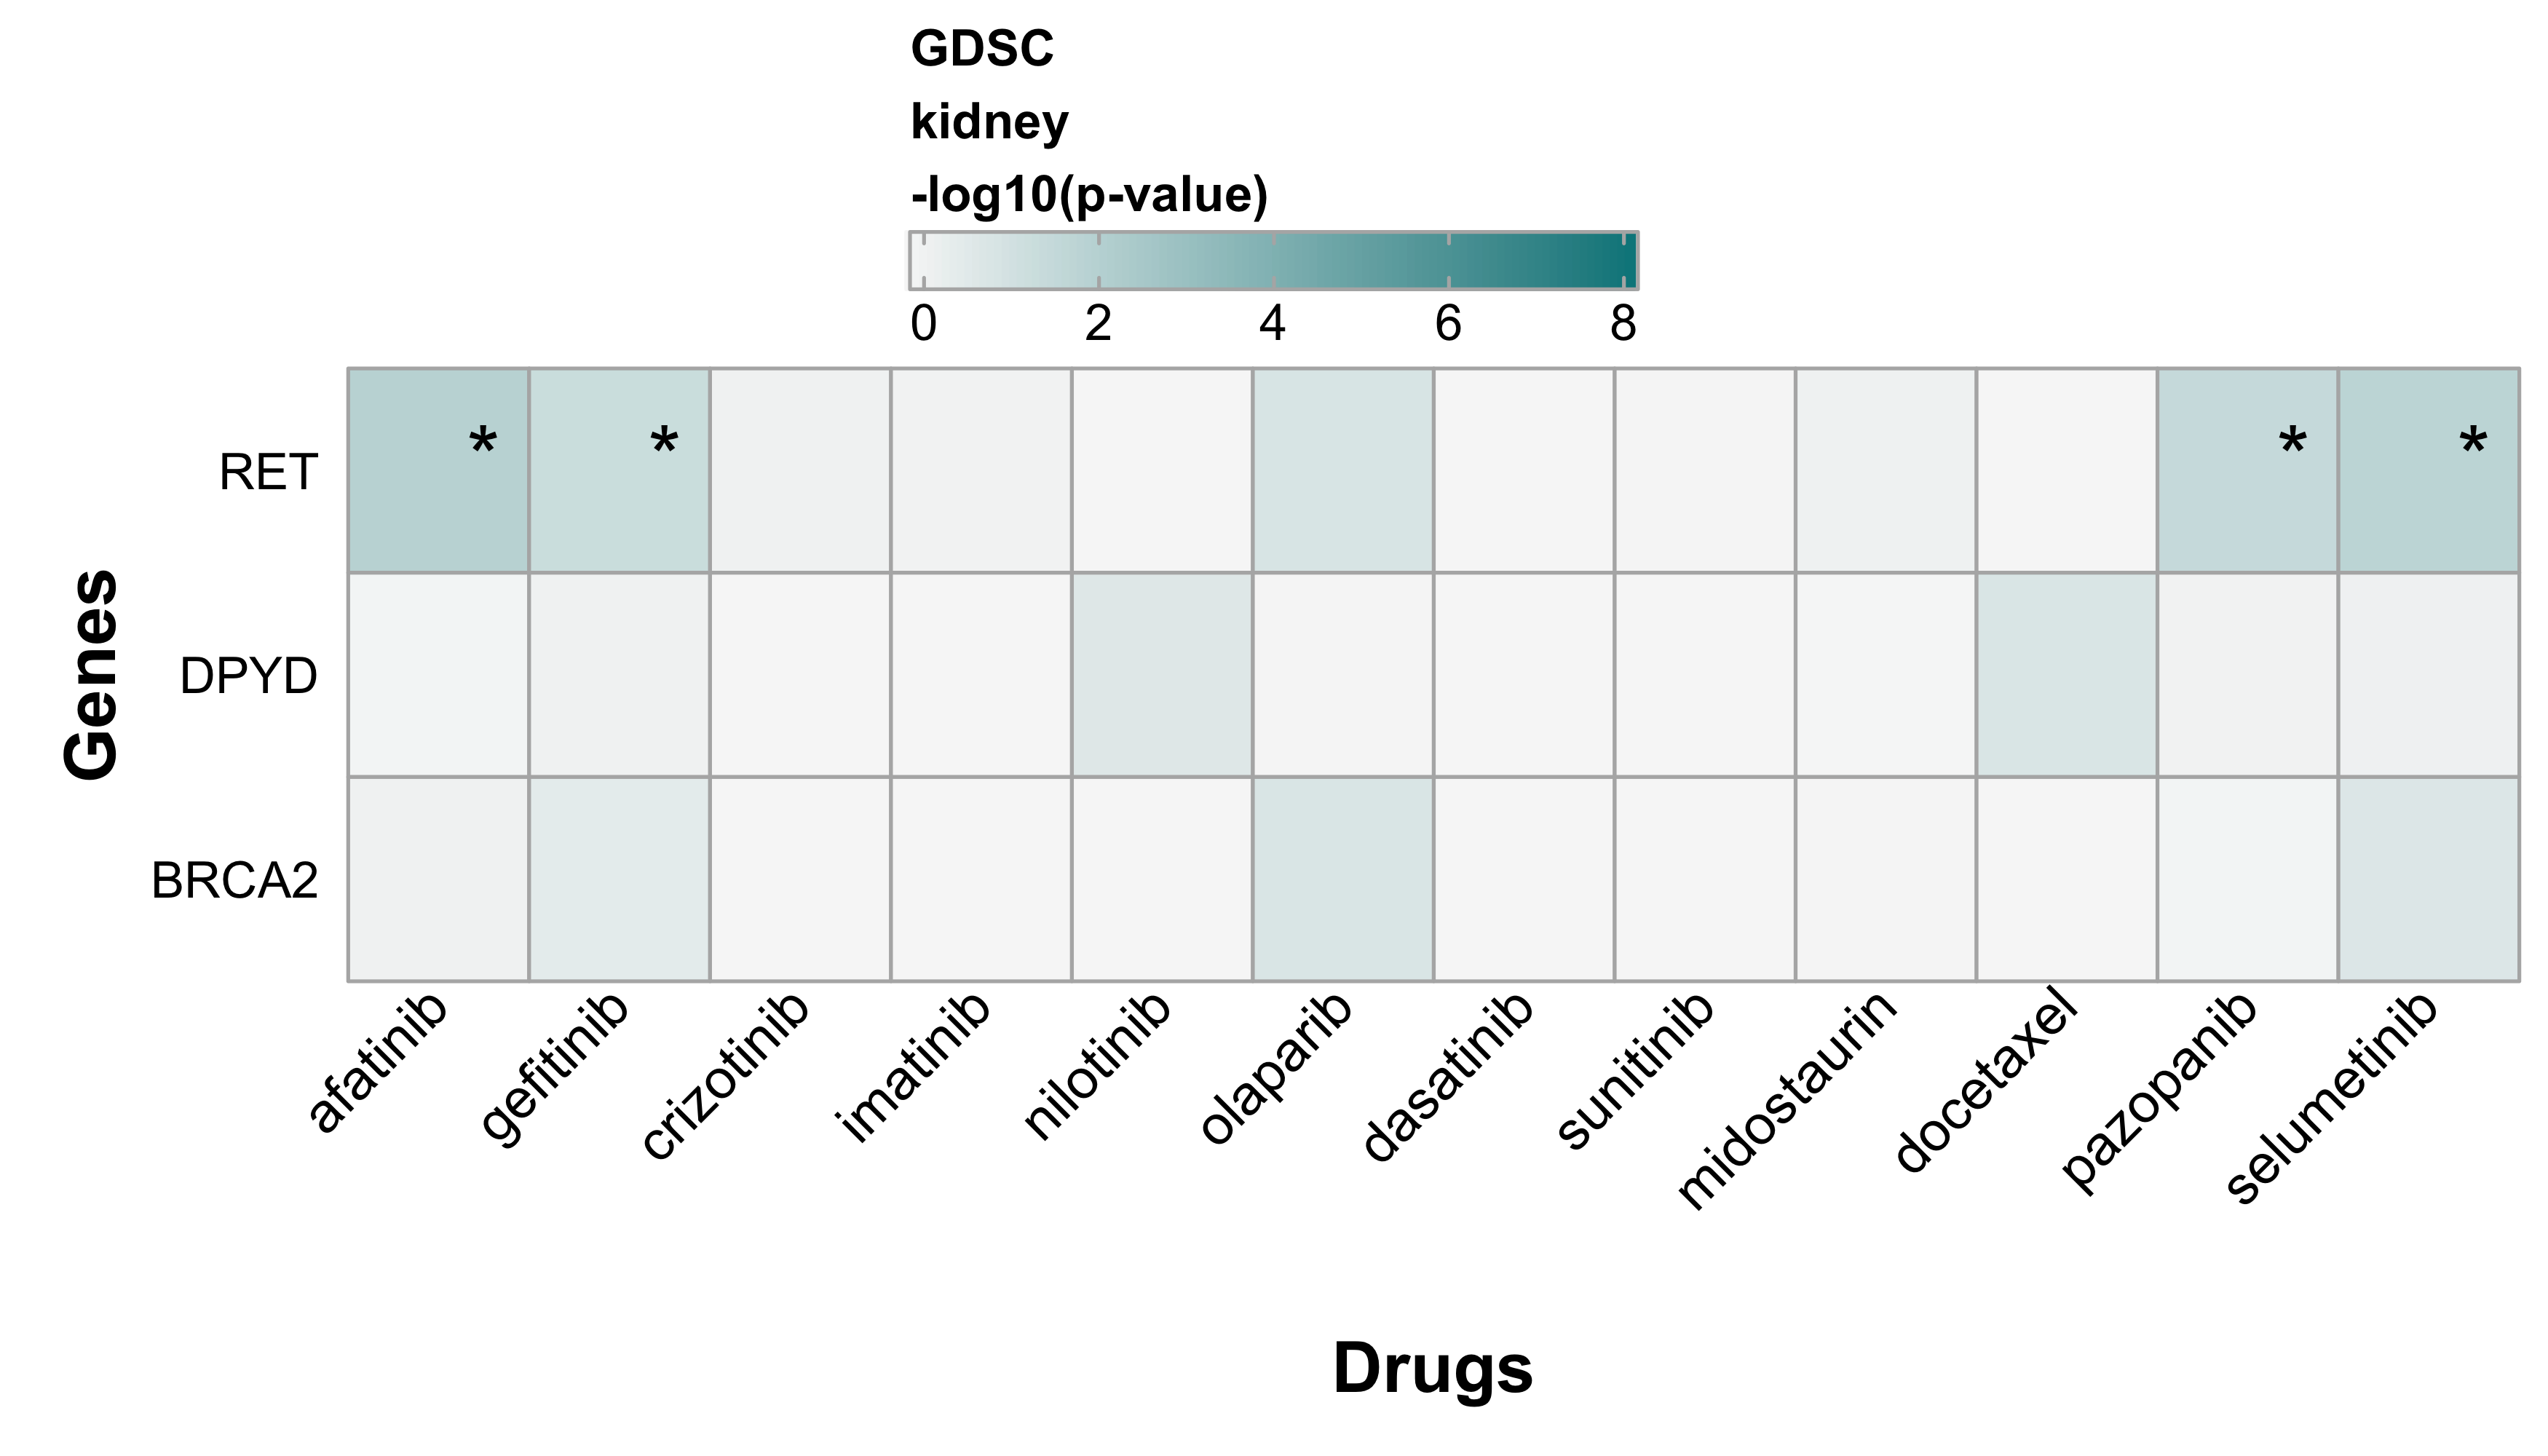 GDSC
kidney
-log10(p-value)
0 2 4 6 8
Genes
RET * * * *
DPYD
BRCA2
afatinib gefitinib crizotinib imatinib nilotinib olaparib dasatinib sunitinib midostaurin docetaxel pazopanib selumetinib
Drugs